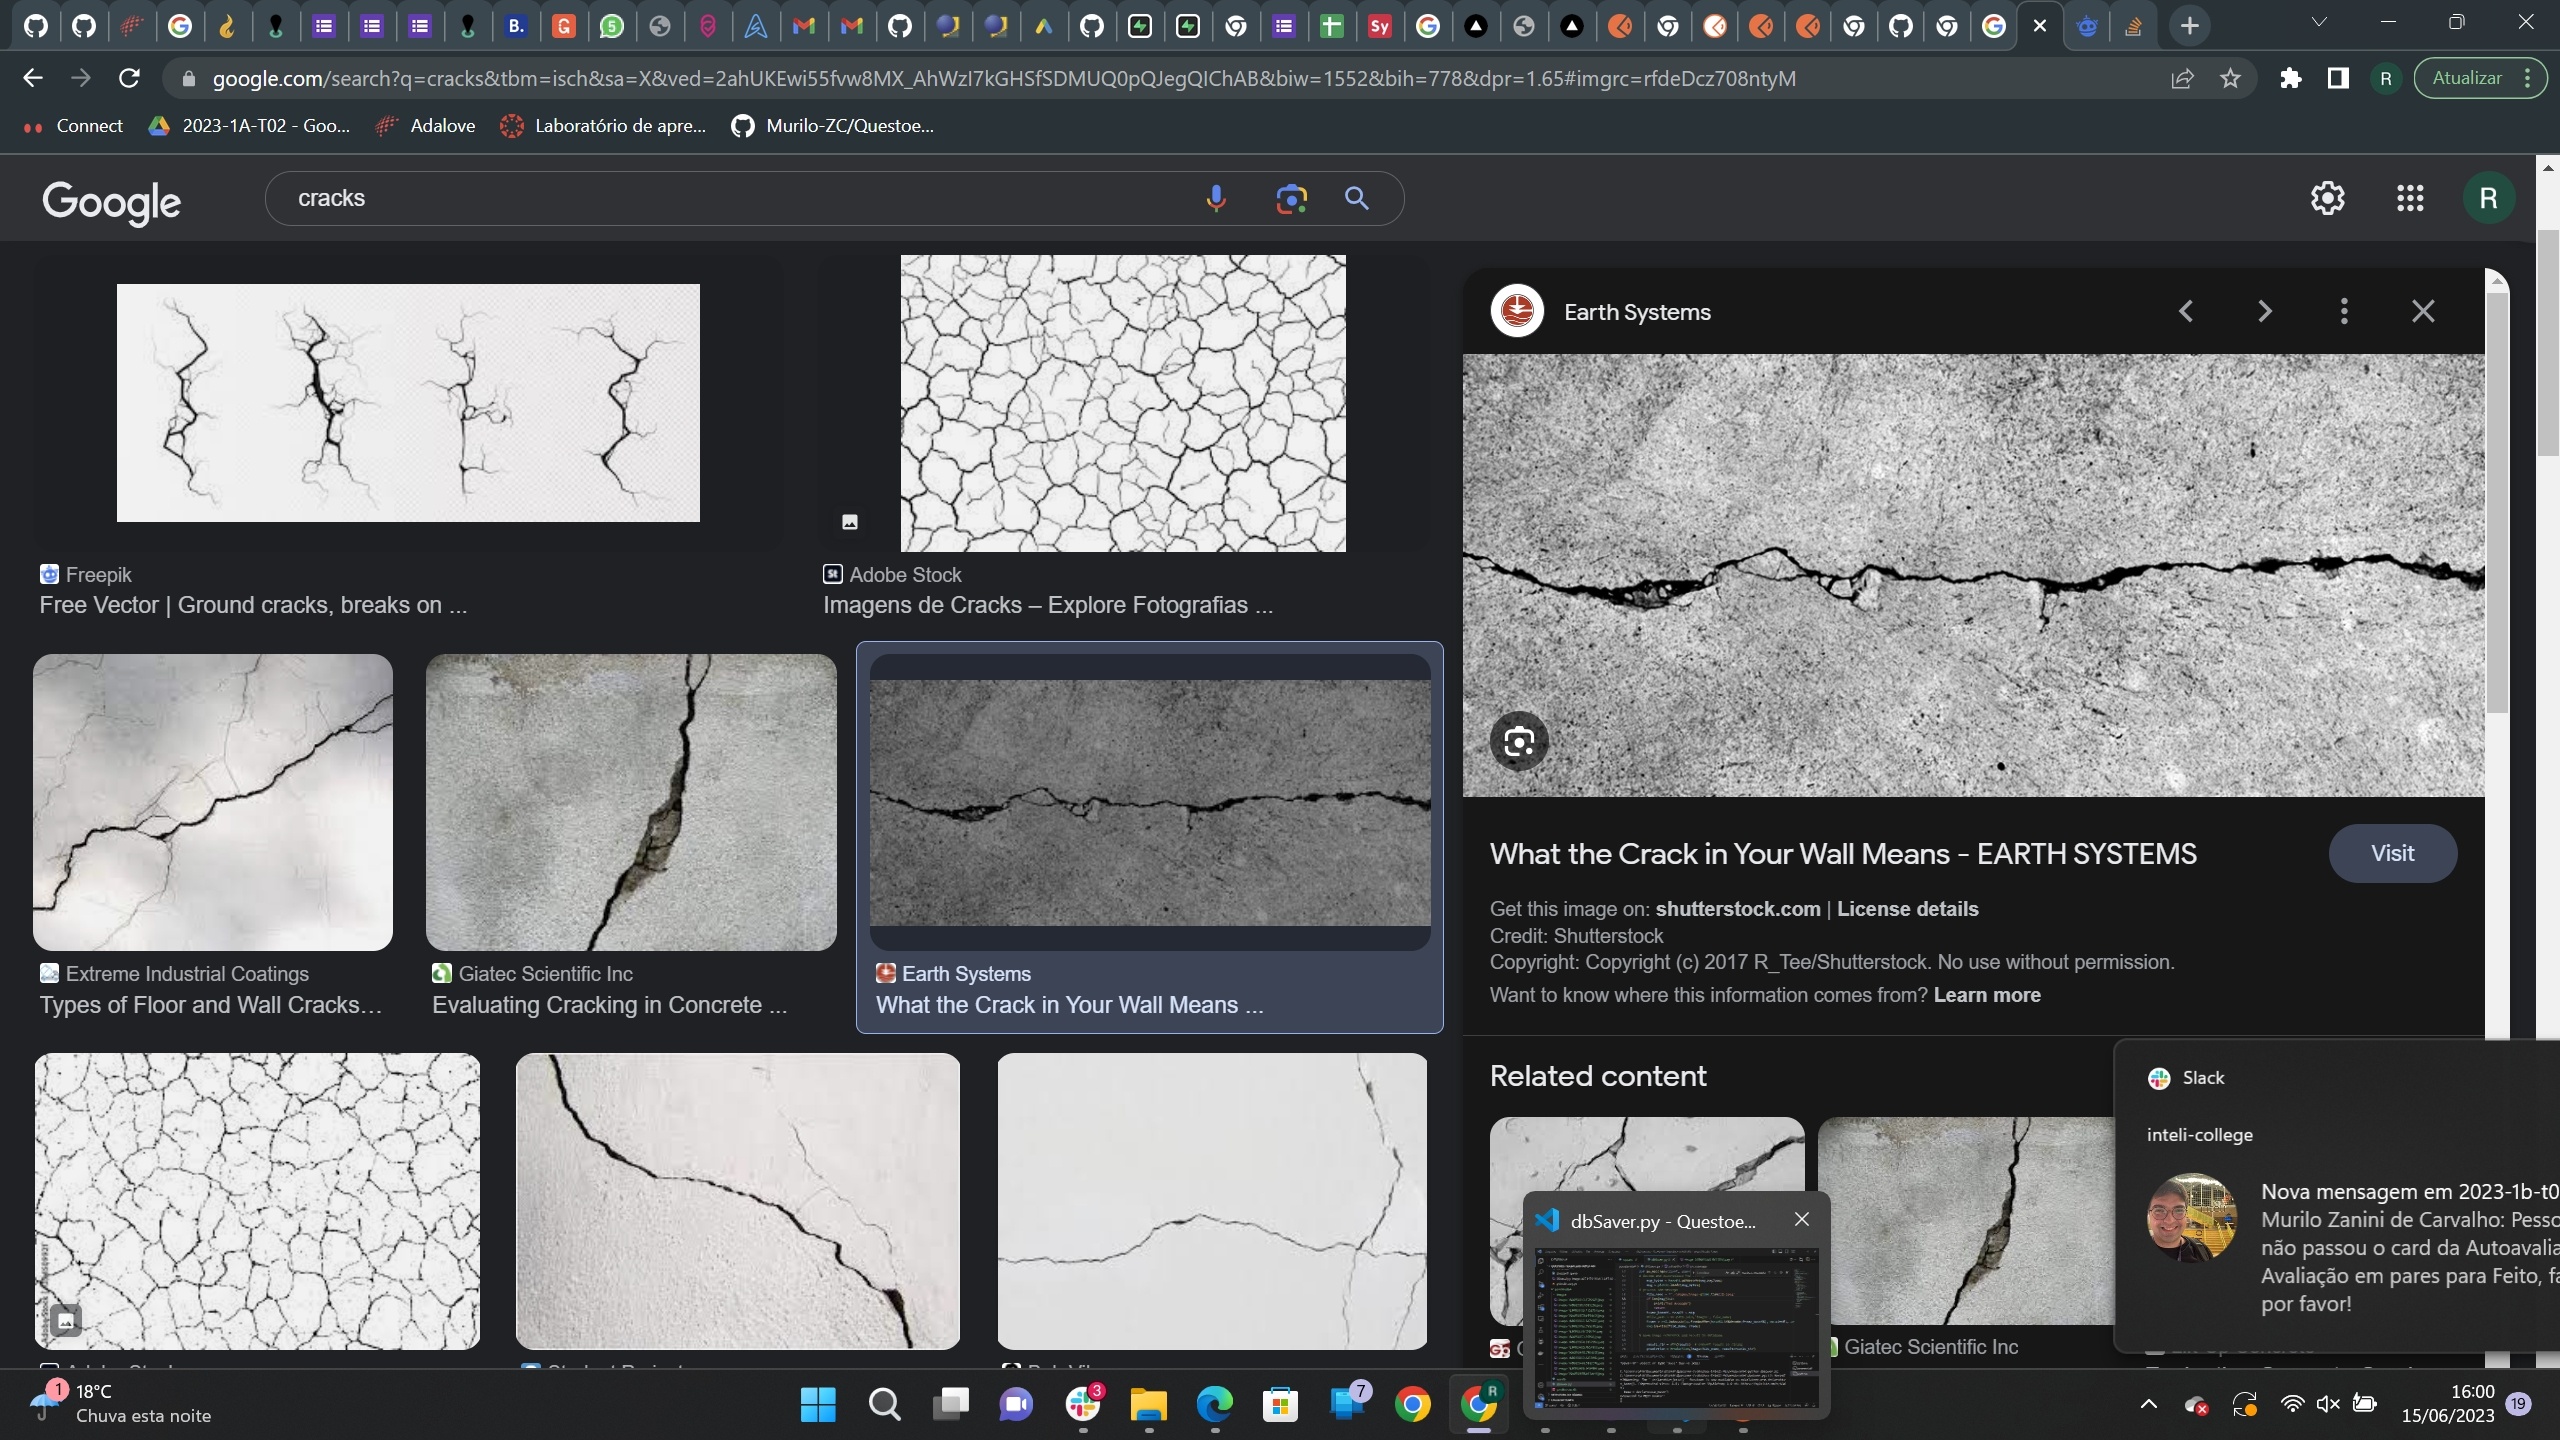 google.com/search?q=cracks&tbm=isch&sa=X&ved=2ahUKEwi55fvw8MX_AhWzI7kGHSfSDMUQ0pQJegQIChAB&biw=1552&bih=778&dpr=1.65#imgrc=rfdeDcz708ntyM
R
Atualizar
Connect
2023-1A-T02 - Goo...
Adalove
Laboratório de apre...
Murilo-ZC/Questoe...
Google
cracks
R
Freepik
Free Vector | Ground cracks, breaks on ...
Adobe Stock
Imagens de Cracks – Explore Fotografias ...
Extreme Industrial Coatings
Types of Floor and Wall Cracks...
Giatec Scientific Inc
Evaluating Cracking in Concrete ...
Earth Systems
What the Crack in Your Wall Means ...
Earth Systems
What the Crack in Your Wall Means - EARTH SYSTEMS
Visit
Get this image on: shutterstock.com | License details
Credit: Shutterstock
Copyright: Copyright (c) 2017 R_Tee/Shutterstock. No use without permission.
Want to know where this information comes from? Learn more
Related content
Giatec Scientific Inc
dbSaver.py - Questoe...
Slack
inteli-college
Nova mensagem em 2023-1b-t0
Murilo Zanini de Carvalho: Pesso
não passou o card da Autoavalia
Avaliação em pares para Feito, fa
por favor!
1
18°C
Chuva esta noite
3
7
R
16:00
15/06/2023
19